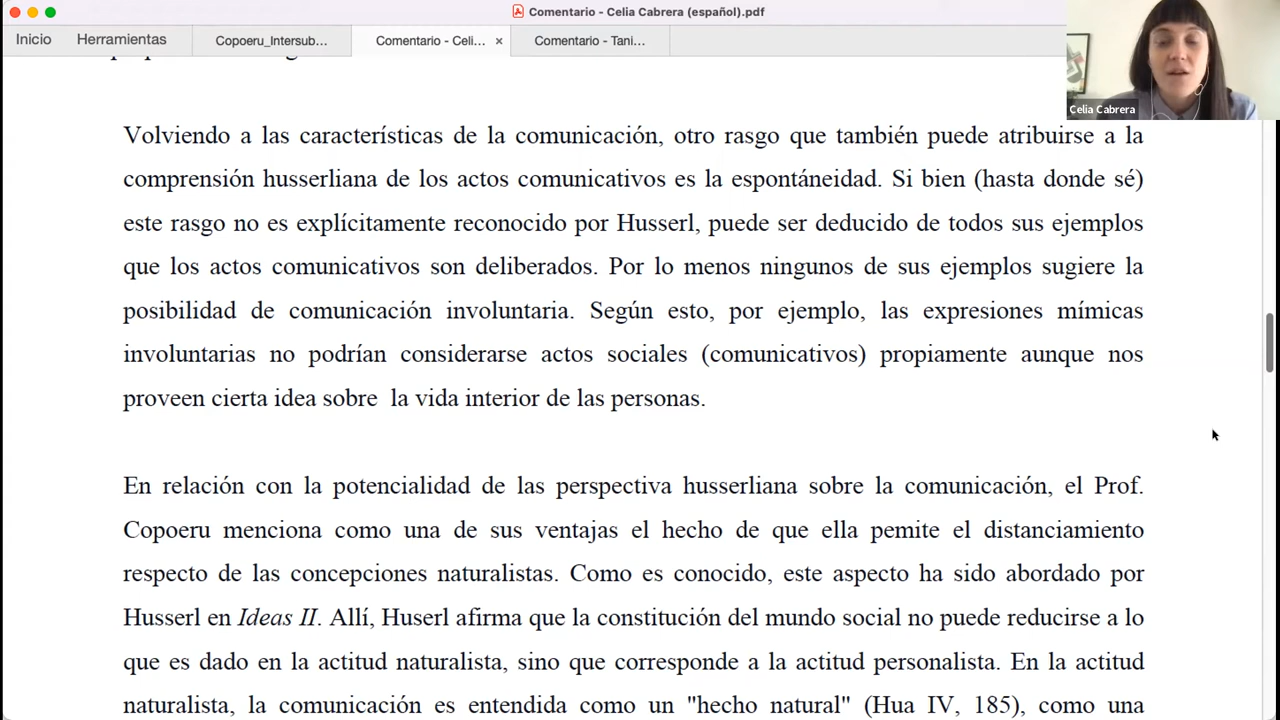 Comentario - Celia Cabrera (español).pdf
Inicio Herramientas Copoeru_Intersub... Comentario - Celi... × Comentario - Tani...
Celia Cabrera
Volviendo a las características de la comunicación, otro rasgo que también puede atribuirse a la
comprensión husserliana de los actos comunicativos es la espontáneidad. Si bien (hasta donde sé)
este rasgo no es explícitamente reconocido por Husserl, puede ser deducido de todos sus ejemplos
que los actos comunicativos son deliberados. Por lo menos ningunos de sus ejemplos sugiere la
posibilidad de comunicación involuntaria. Según esto, por ejemplo, las expresiones mímicas
involuntarias no podrían considerarse actos sociales (comunicativos) propiamente aunque nos
proveen cierta idea sobre la vida interior de las personas.
En relación con la potencialidad de las perspectiva husserliana sobre la comunicación, el Prof.
Copoeru menciona como una de sus ventajas el hecho de que ella pemite el distanciamiento
respecto de las concepciones naturalistas. Como es conocido, este aspecto ha sido abordado por
Husserl en Ideas II. Allí, Huserl afirma que la constitución del mundo social no puede reducirse a lo
que es dado en la actitud naturalista, sino que corresponde a la actitud personalista. En la actitud
naturalista, la comunicación es entendida como un "hecho natural" (Hua IV, 185), como una